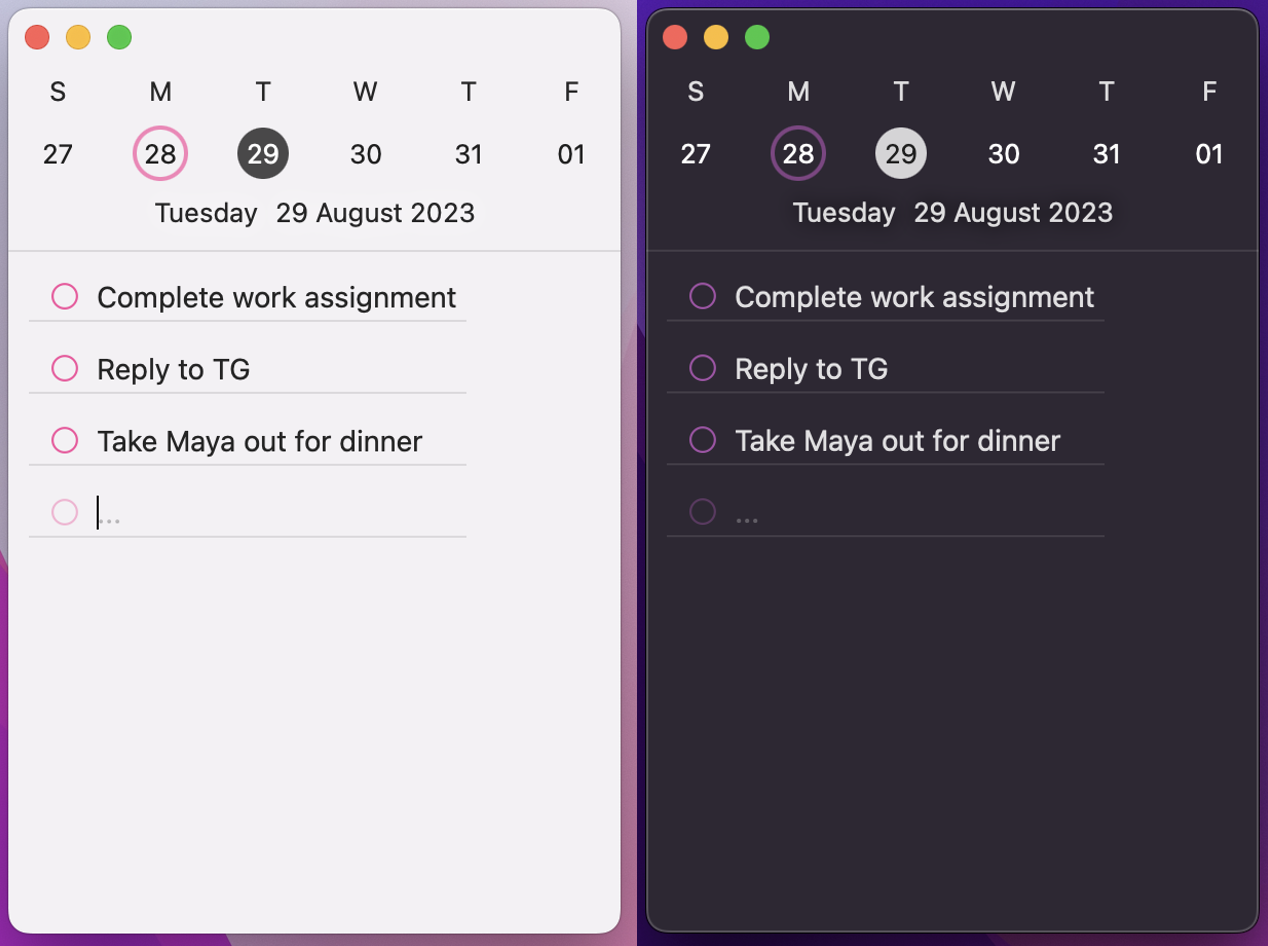 S M T W T F
27 28 29 30 31 01
Tuesday 29 August 2023
Complete work assignment
Reply to TG
Take Maya out for dinner
...
S M T W T F
27 28 29 30 31 01
Tuesday 29 August 2023
Complete work assignment
Reply to TG
Take Maya out for dinner
...